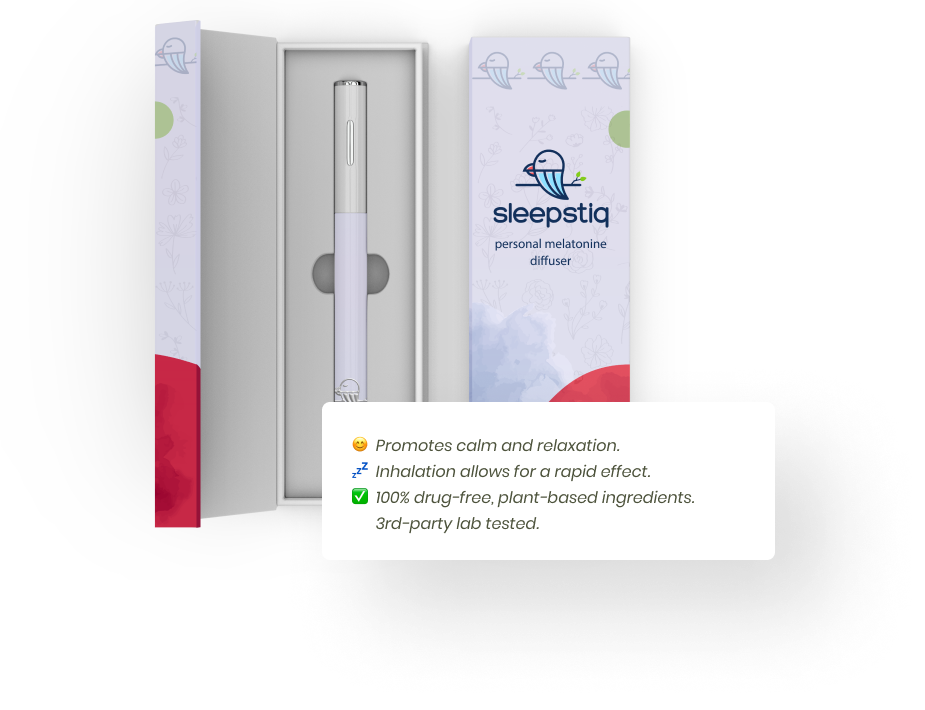 sleepstiq
personal melatonine
diffuser
😊 Promotes calm and relaxation.
💤 Inhalation allows for a rapid effect.
✅ 100% drug-free, plant-based ingredients.
3rd-party lab tested.